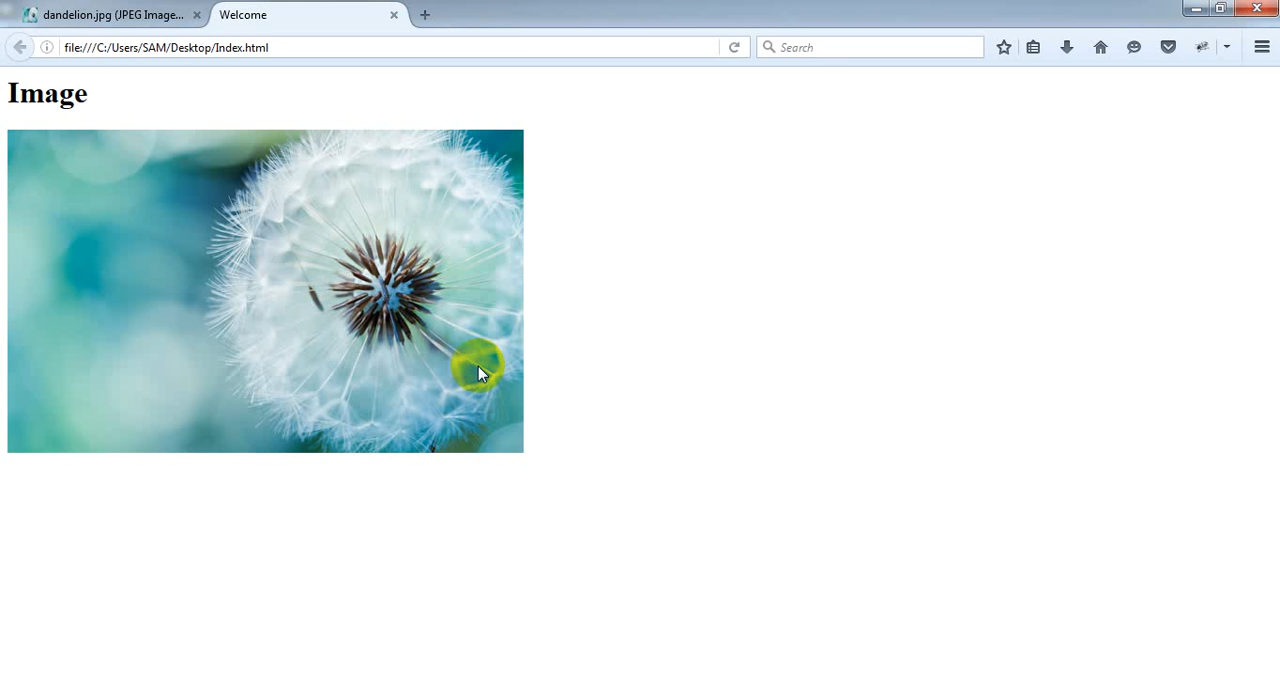 dandelion.jpg (JPEG Image...
Welcome
file:///C:/Users/SAM/Desktop/Index.html
Search
Image